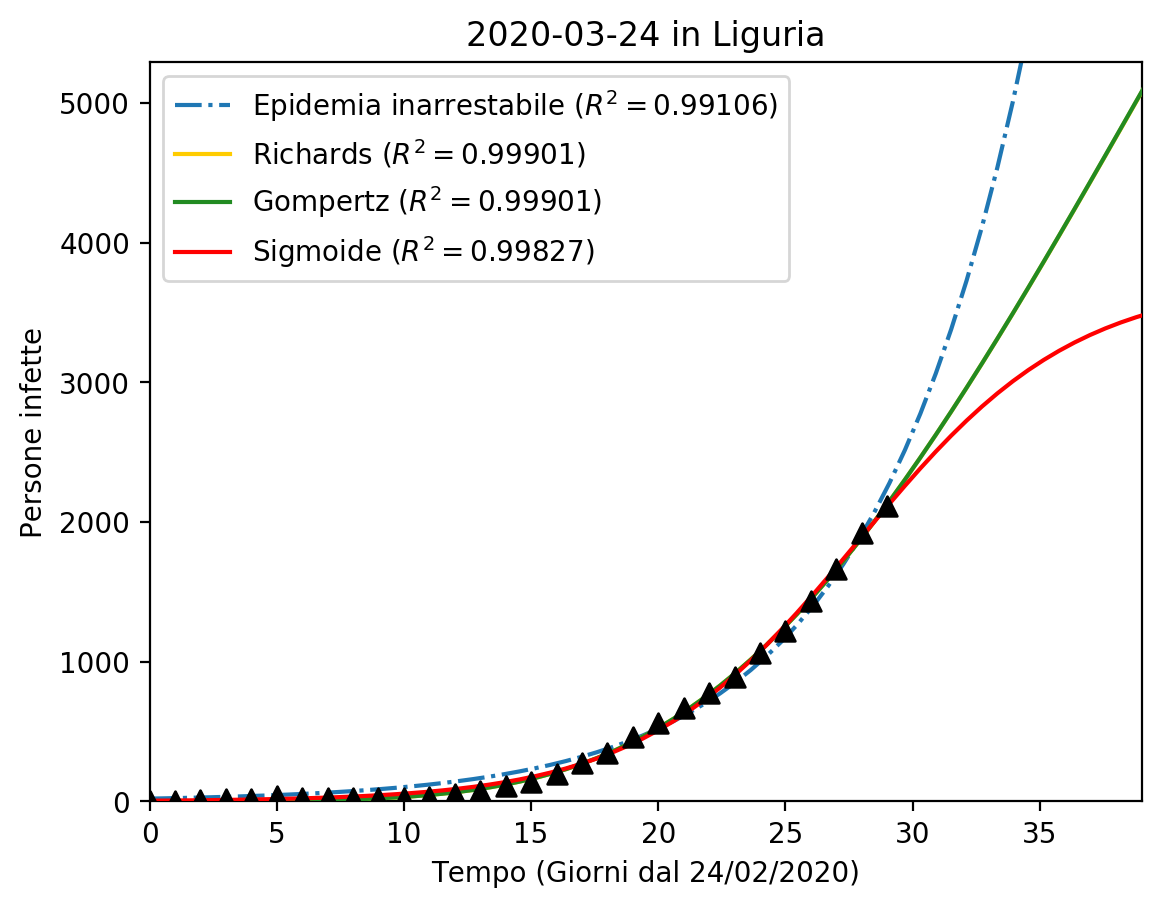 2020-03-24 in Liguria
Epidemia inarrestabile (R² = 0.99106)
Richards (R² = 0.99901)
Gompertz (R² = 0.99901)
Sigmoide (R² = 0.99827)
Persone infette
5000
4000
3000
2000
1000
0
0 5 10 15 20 25 30 35
Tempo (Giorni dal 24/02/2020)